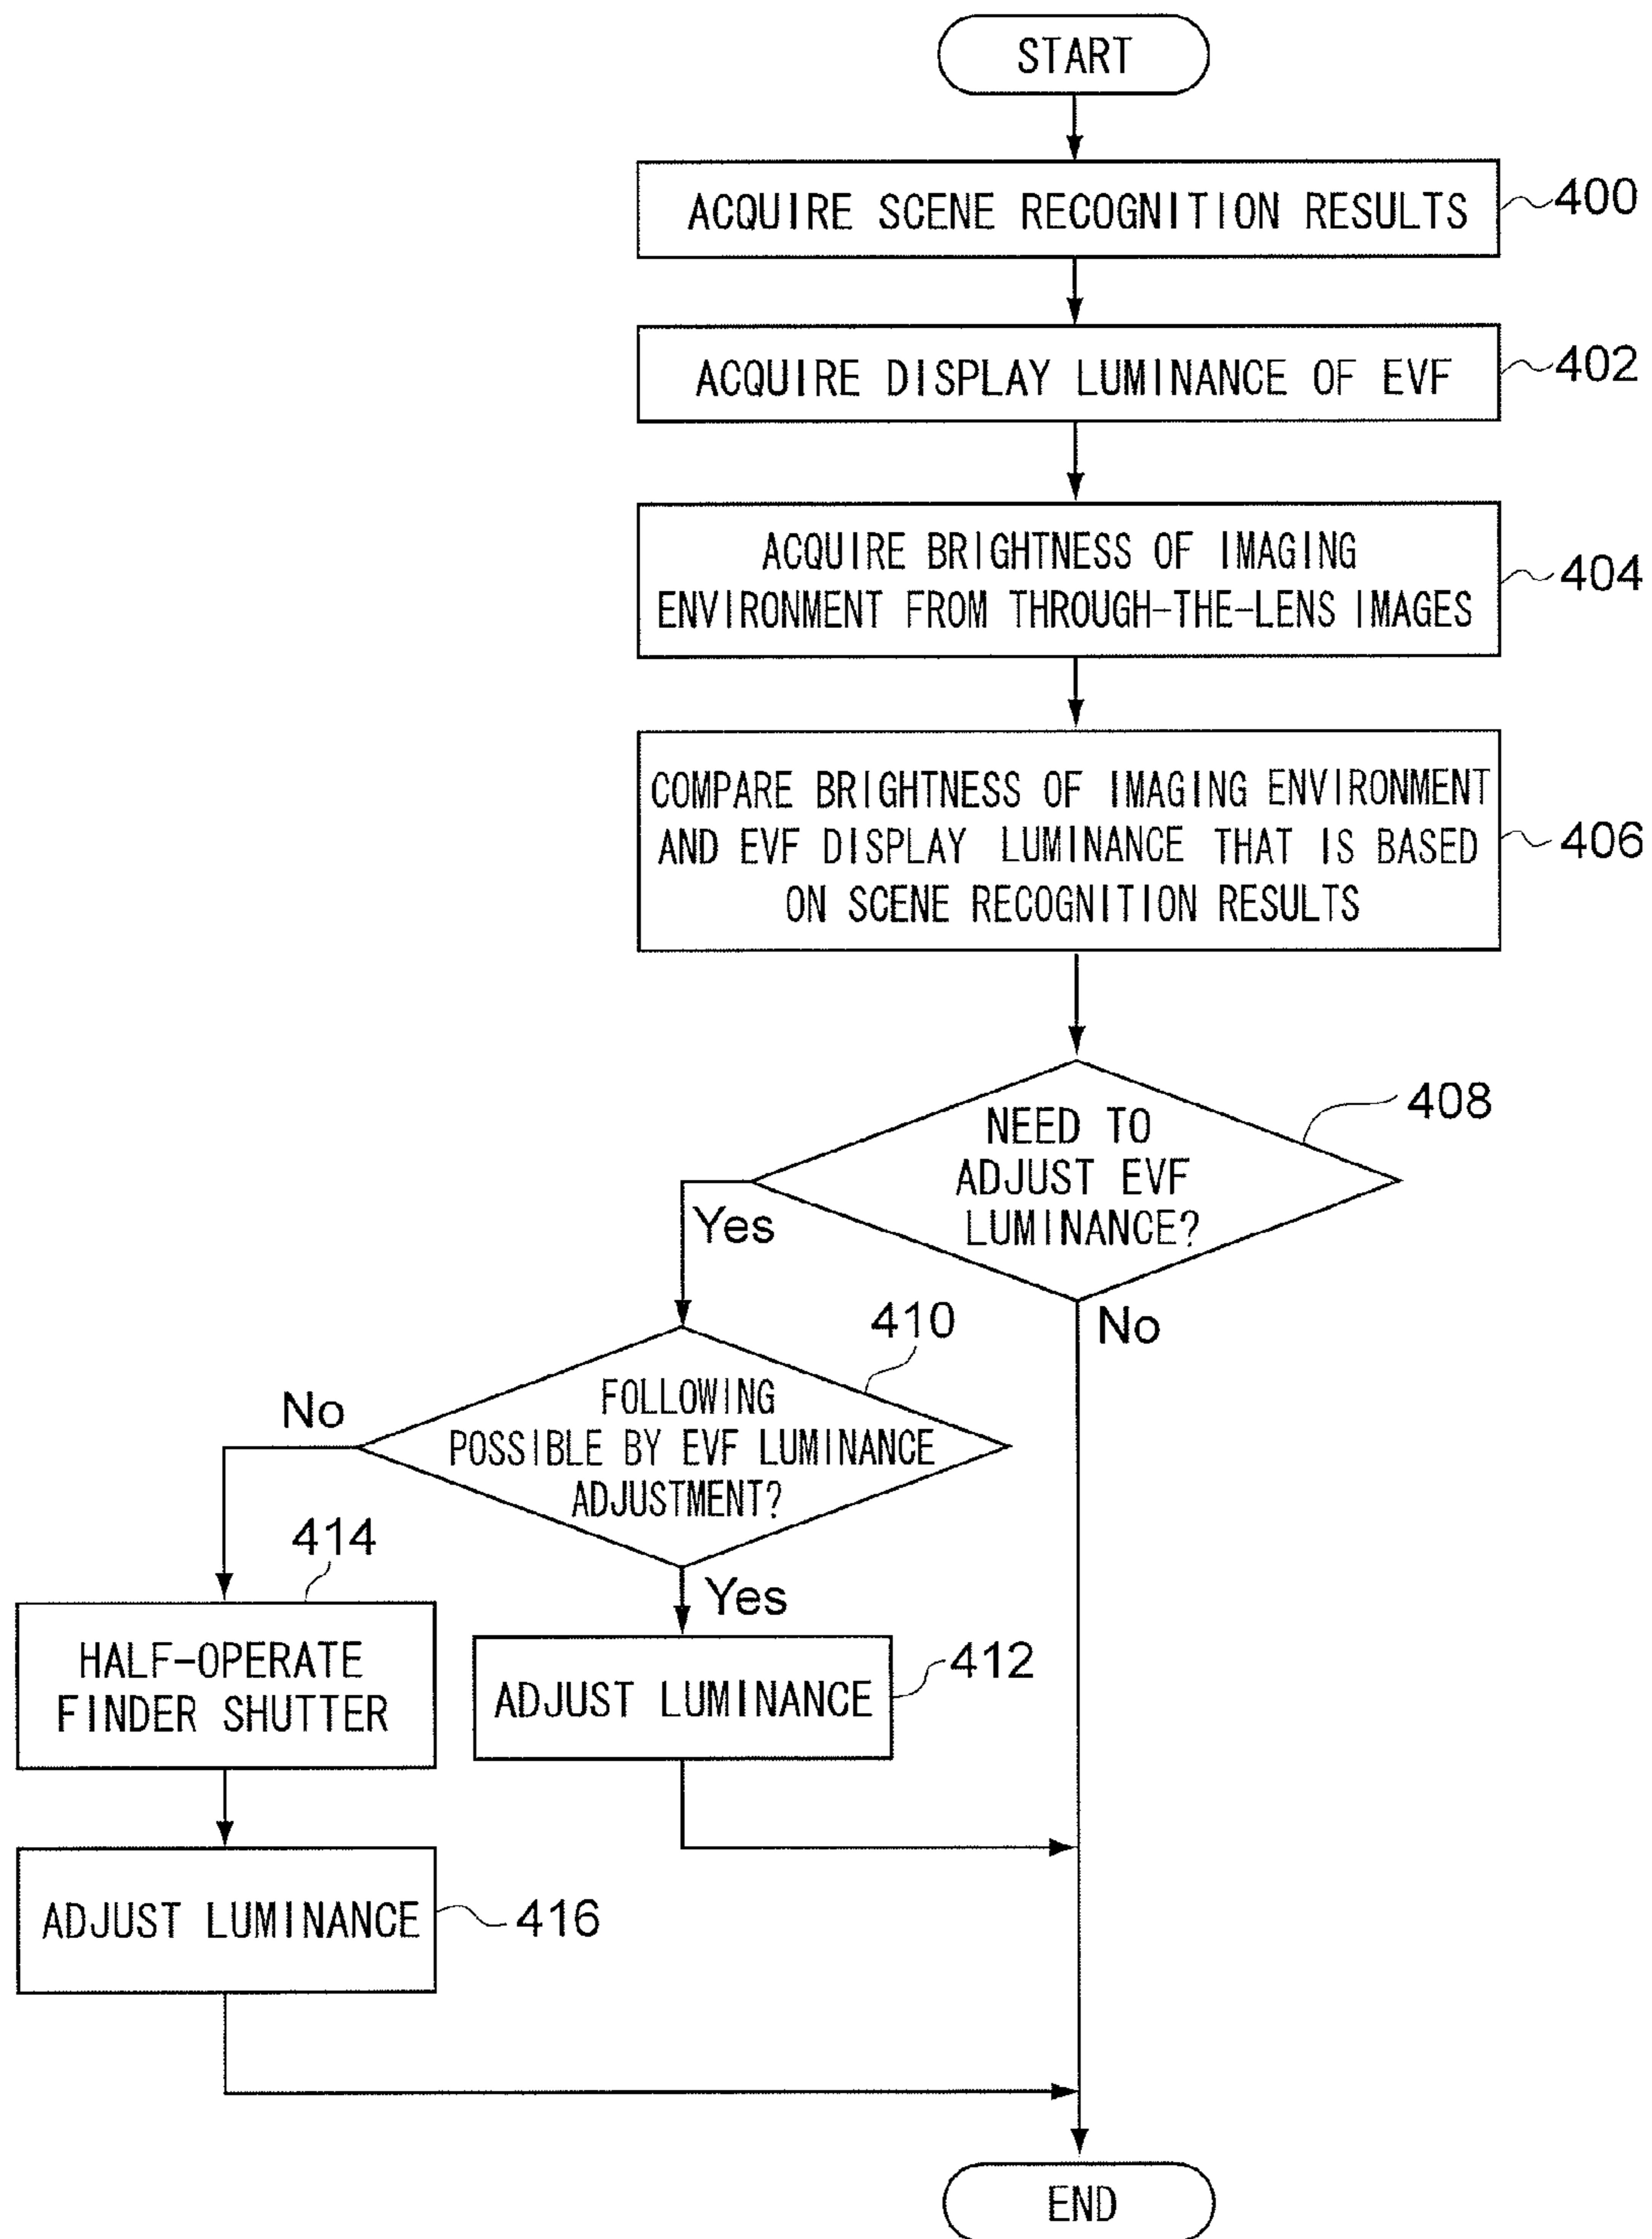 START
ACQUIRE SCENE RECOGNITION RESULTS
400
ACQUIRE DISPLAY LUMINANCE OF EVF
402
ACQUIRE BRIGHTNESS OF IMAGING
ENVIRONMENT FROM THROUGH-THE-LENS IMAGES
404
COMPARE BRIGHTNESS OF IMAGING ENVIRONMENT
AND EVF DISPLAY LUMINANCE THAT IS BASED
ON SCENE RECOGNITION RESULTS
406
NEED TO
ADJUST EVF
LUMINANCE?
408
Yes
No
FOLLOWING
POSSIBLE BY EVF LUMINANCE
ADJUSTMENT?
410
No
Yes
HALF-OPERATE
FINDER SHUTTER
414
ADJUST LUMINANCE
412
ADJUST LUMINANCE
416
END